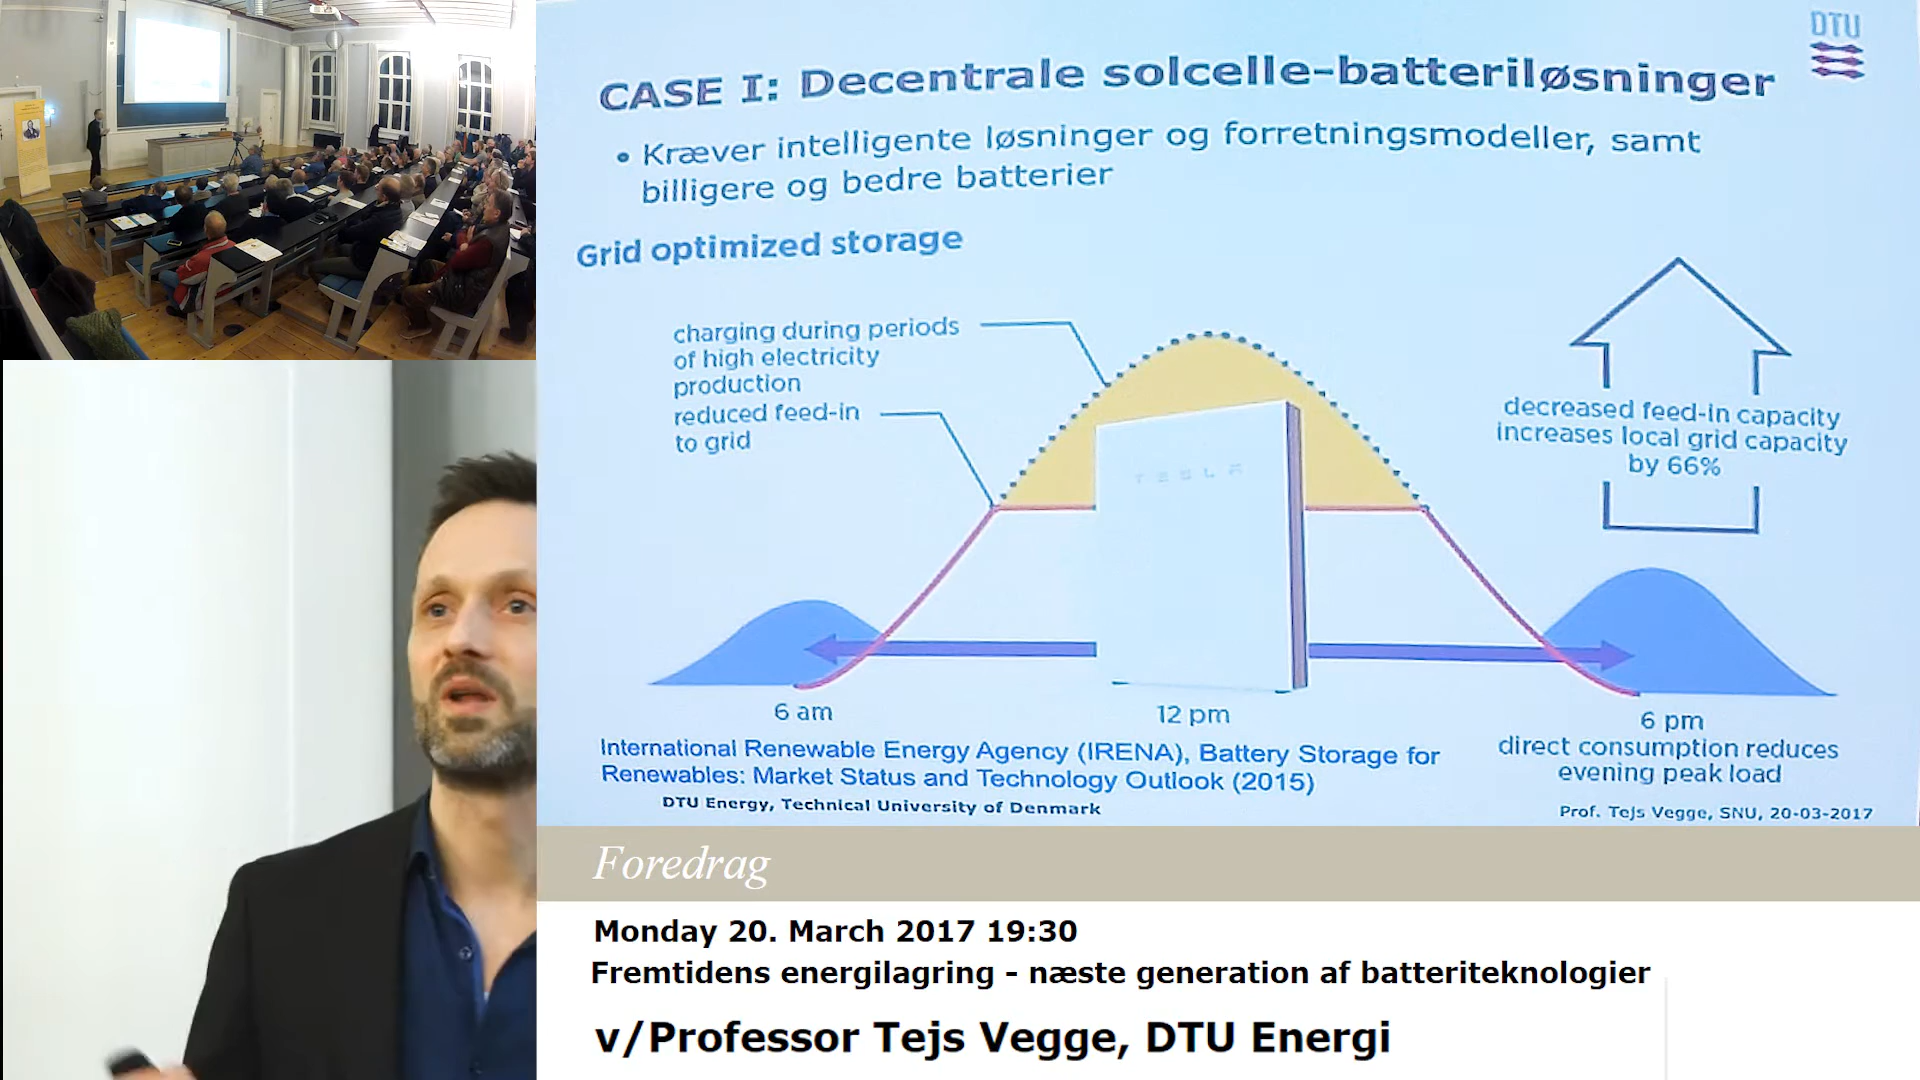 DTU
CASE I: Decentrale solcelle-batteriløsninger
• Kræver intelligente løsninger og forretningsmodeller, samt
billigere og bedre batterier
Grid optimized storage
charging during periods
of high electricity
production
reduced feed-in
to grid
TESLA
decreased feed-in capacity
increases local grid capacity
by 66%
6 am
12 pm
6 pm
direct consumption reduces
evening peak load
International Renewable Energy Agency (IRENA), Battery Storage for
Renewables: Market Status and Technology Outlook (2015)
DTU Energy, Technical University of Denmark
Prof. Tejs Vegge, SNU, 20-03-2017
Foredrag
Monday 20. March 2017 19:30
Fremtidens energilagring - næste generation af batteriteknologier
v/Professor Tejs Vegge, DTU Energi